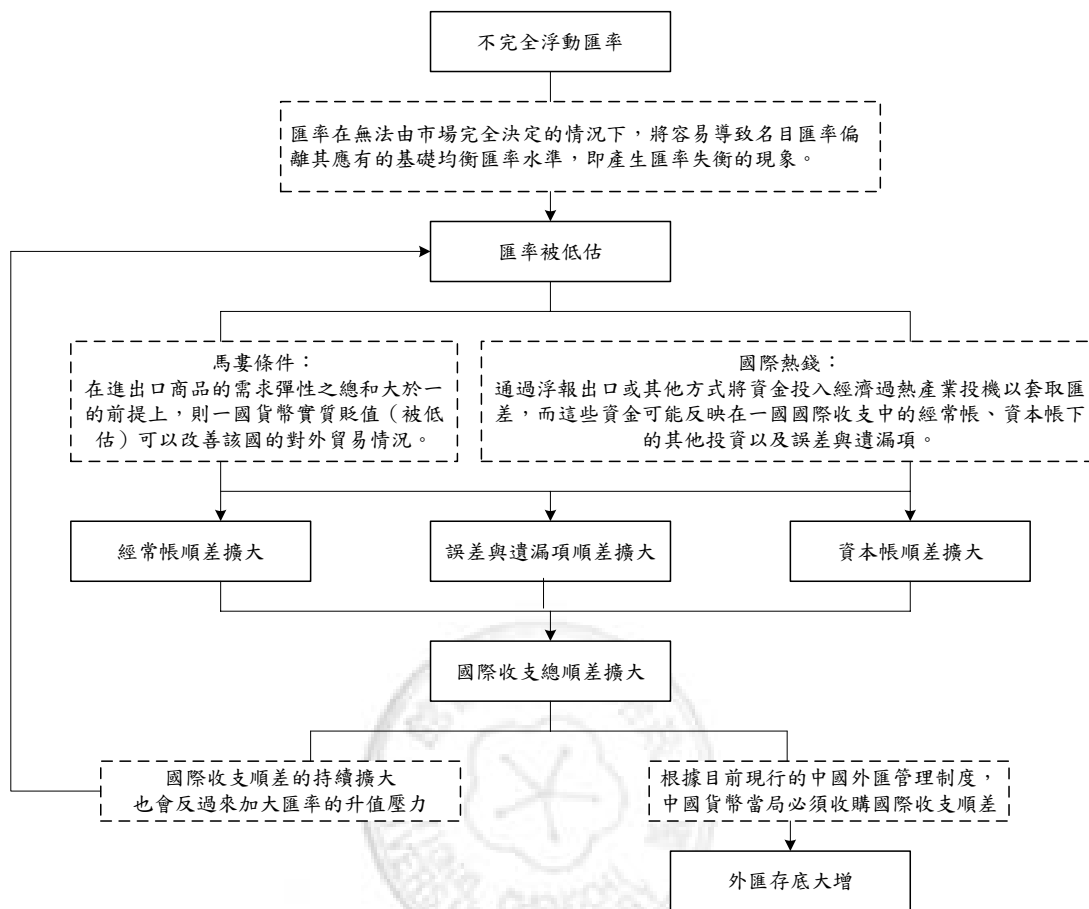 不完全浮動匯率
匯率在無法由市場完全決定的情況下，將容易導致名目匯率偏
離其應有的基礎均衡匯率水準，即產生匯率失衡的現象。
匯率被低估
馬婁條件：
在進出口商品的需求彈性之總和大於一
的前提上，則一國貨幣實質貶值（被低
估）可以改善該國的對外貿易情況。
國際熱錢：
通過浮報出口或其他方式將資金投入經濟過熱產業投機以套取匯
差，而這些資金可能反映在一國國際收支中的經常帳、資本帳下
的其他投資以及誤差與遺漏項。
經常帳順差擴大
誤差與遺漏項順差擴大
資本帳順差擴大
國際收支總順差擴大
國際收支順差的持續擴大
也會反過來加大匯率的升值壓力
根據目前現行的中國外匯管理制度，
中國貨幣當局必須收購國際收支順差
外匯存底大增